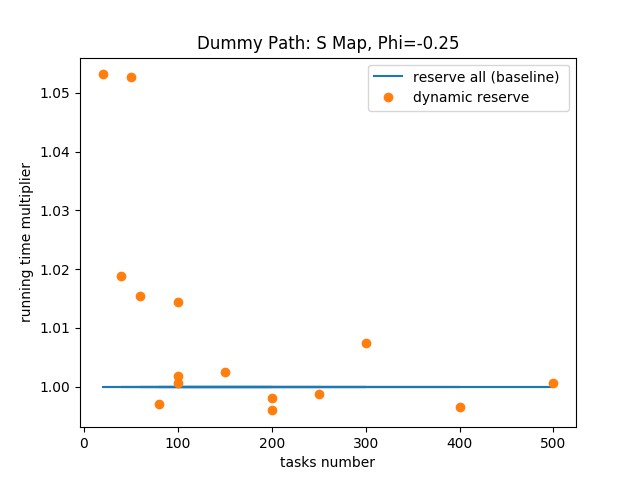 Dummy Path: S Map, Phi=-0.25
reserve all (baseline)
dynamic reserve
running time multiplier
1.05
1.04
1.03
1.02
1.01
1.00
0 100 200 300 400 500
tasks number